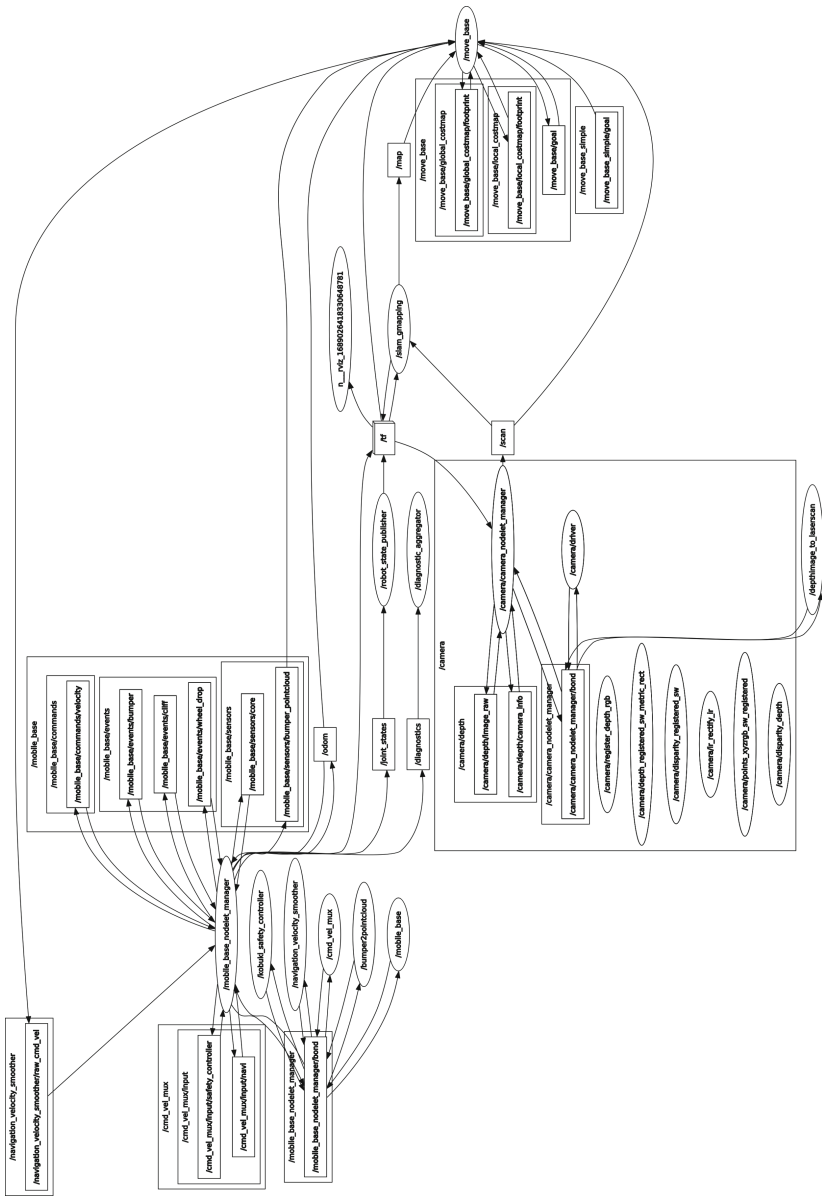 /move_base
/move_base
/move_base/global_costmap
/move_base/global_costmap/footprint
/move_base/local_costmap
/move_base/local_costmap/footprint
/move_base/goal
/move_base_simple
/move_base_simple/goal
/map
n__rviz_1689026418330648781
/slam_gmapping
/tf
/scan
/robot_state_publisher
/diagnostic_aggregator
/camera
/camera/camera_nodelet_manager
/camera/driver
/depthimage_to_laserscan
/camera/depth
/camera/depth/image_raw
/camera/depth/camera_info
/camera/camera_nodelet_manager
/camera/camera_nodelet_manager/bond
/camera/register_depth_rgb
/camera/depth_registered_sw_metric_rect
/camera/disparity_registered_sw
/camera/ir_rectify_ir
/camera/points_xyzrgb_sw_registered
/camera/disparity_depth
/mobile_base
/mobile_base/commands
/mobile_base/commands/velocity
/mobile_base/events
/mobile_base/events/bumper
/mobile_base/events/cliff
/mobile_base/events/wheel_drop
/mobile_base/sensors
/mobile_base/sensors/core
/mobile_base/sensors/bumper_pointcloud
/odom
/joint_states
/diagnostics
/mobile_base_nodelet_manager
/kobuki_safety_controller
/navigation_velocity_smoother
/cmd_vel_mux
/bumper2pointcloud
/mobile_base
/navigation_velocity_smoother
/navigation_velocity_smoother/raw_cmd_vel
/cmd_vel_mux
/cmd_vel_mux/input
/cmd_vel_mux/input/safety_controller
/cmd_vel_mux/input/navi
/mobile_base_nodelet_manager
/mobile_base_nodelet_manager/bond